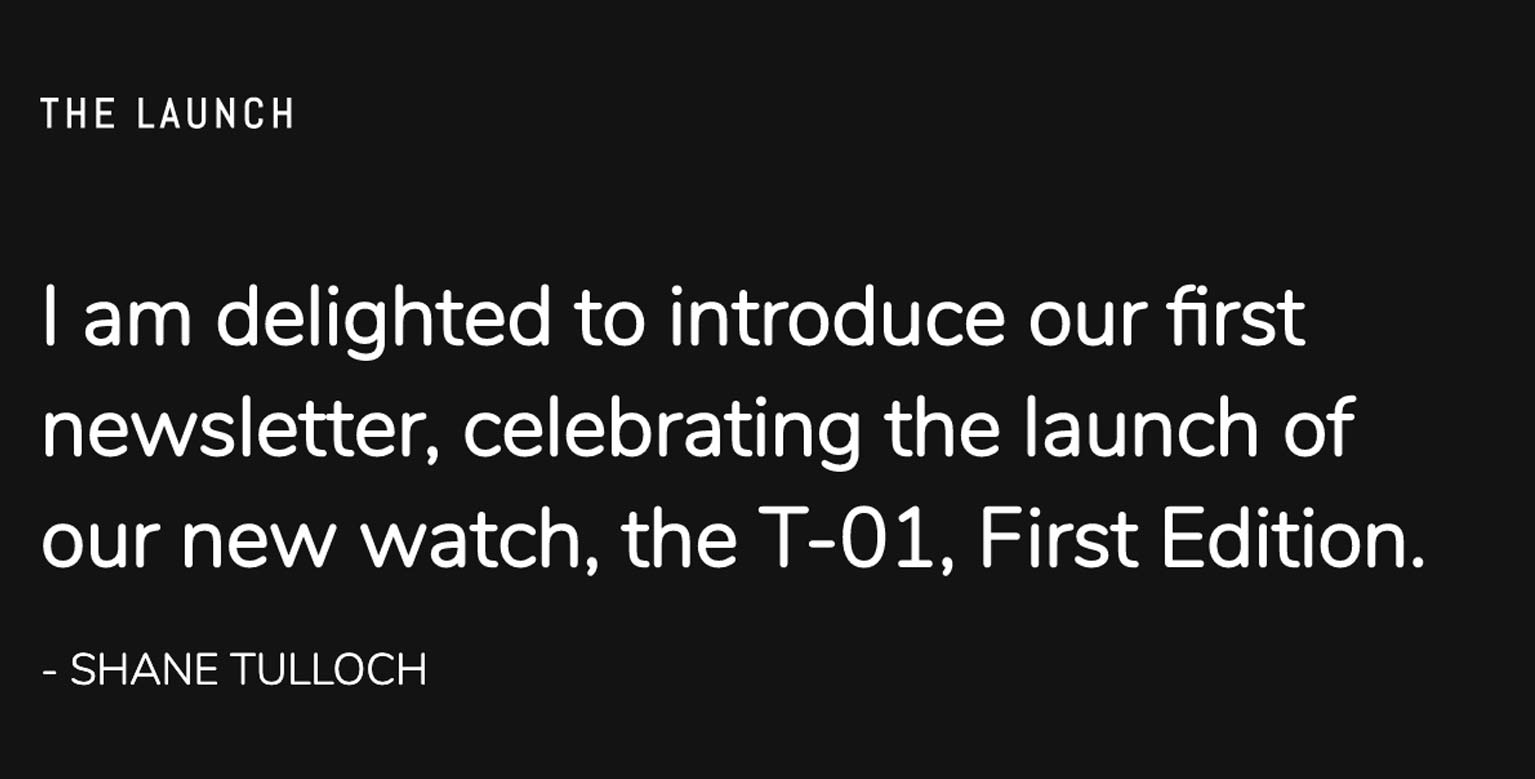 THE LAUNCH
I am delighted to introduce our first
newsletter, celebrating the launch of
our new watch, the T-01, First Edition.
- SHANE TULLOCH